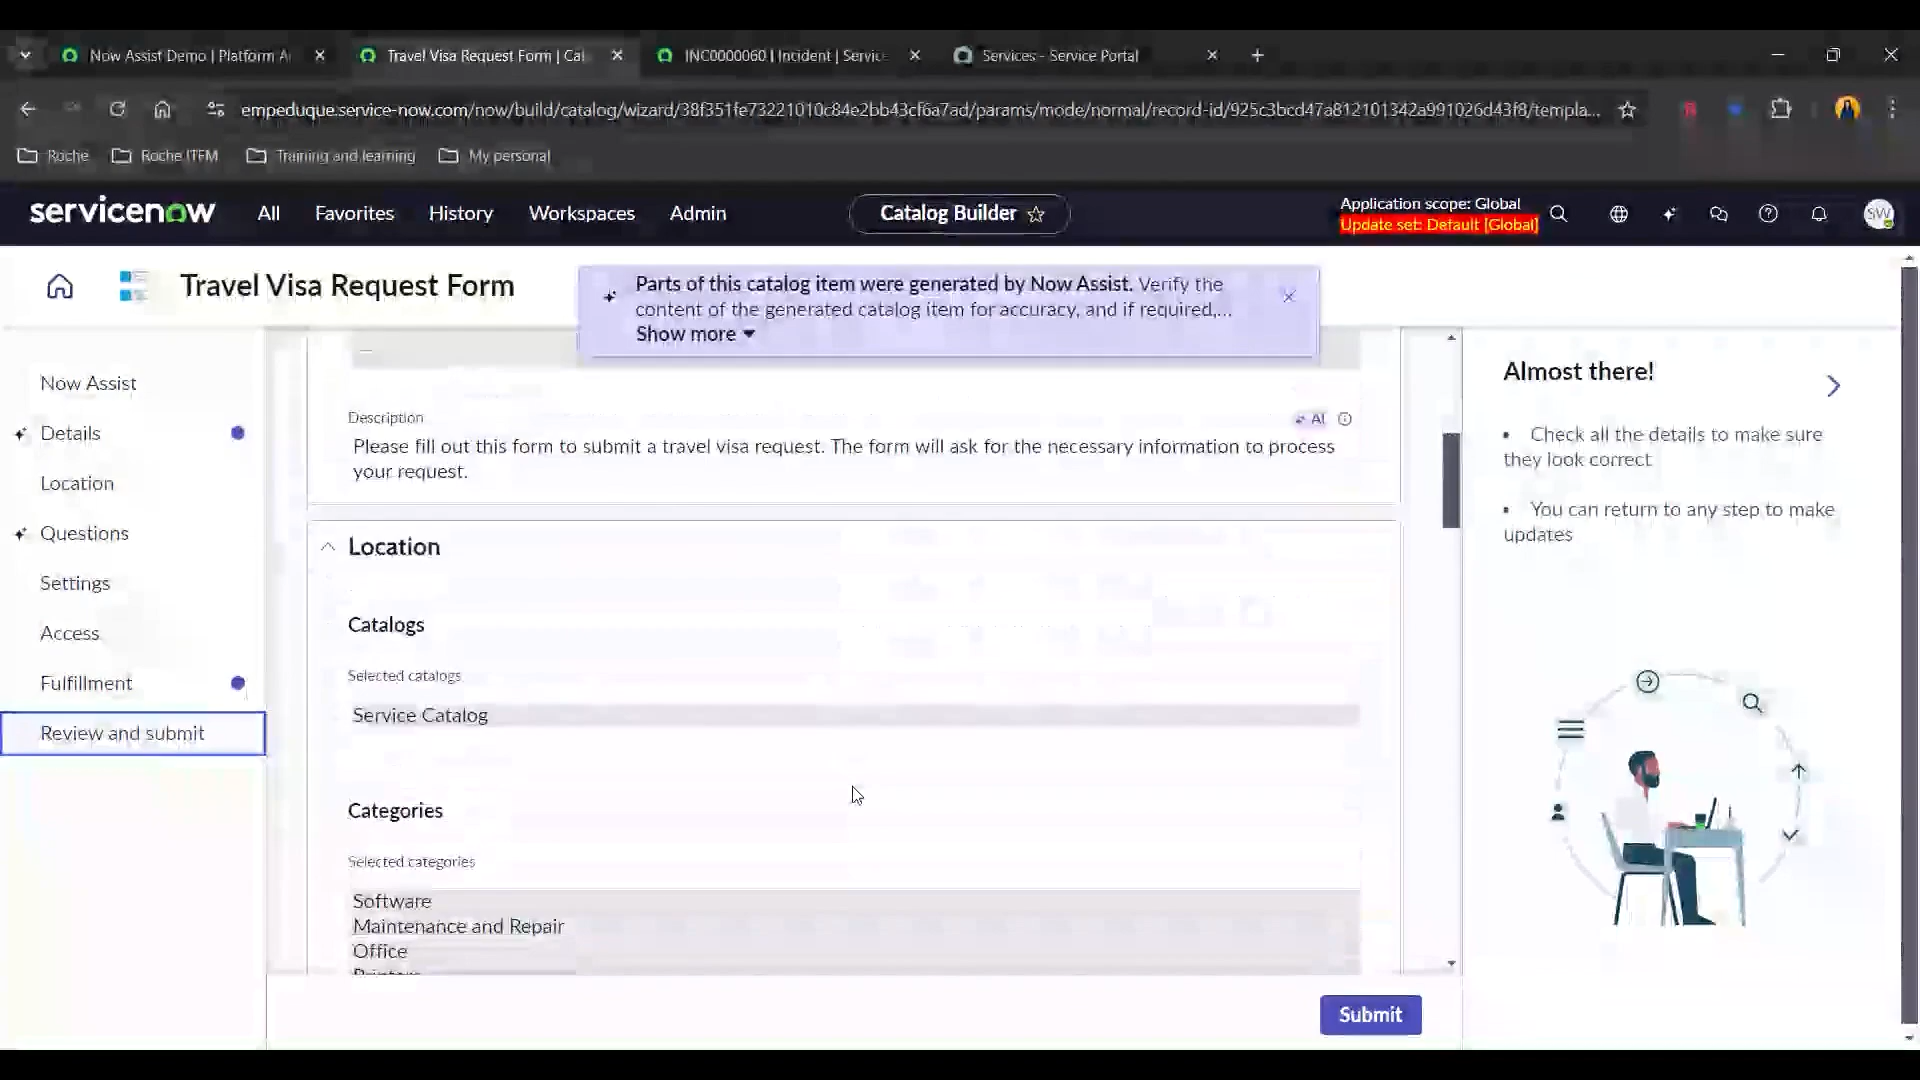 Now Assist Demo | Platform A
Travel Visa Request Form | Cat
INC0000060 | Incident | Service
Services - Service Portal
empeduque.service-now.com/now/build/catalog/wizard/38f351fe73221010c84e2bb43cf6a7ad/params/mode/normal/record-id/925c3bcd47a812101342a991026d43f8/templa...
Roche
Roche ITFM
Training and learning
My personal
servicenow
All
Favorites
History
Workspaces
Admin
Catalog Builder
Application scope: Global
Update set: Default [Global]
SW
Travel Visa Request Form
Parts of this catalog item were generated by Now Assist. Verify the
content of the generated catalog item for accuracy, and if required,...
Show more
Now Assist
Details
Location
Questions
Settings
Access
Fulfillment
Review and submit
Description
AI
Please fill out this form to submit a travel visa request. The form will ask for the necessary information to process
your request.
Location
Catalogs
Selected catalogs
Service Catalog
Categories
Selected categories
Software
Maintenance and Repair
Office
Printers
Submit
Almost there!
• Check all the details to make sure
they look correct
• You can return to any step to make
updates